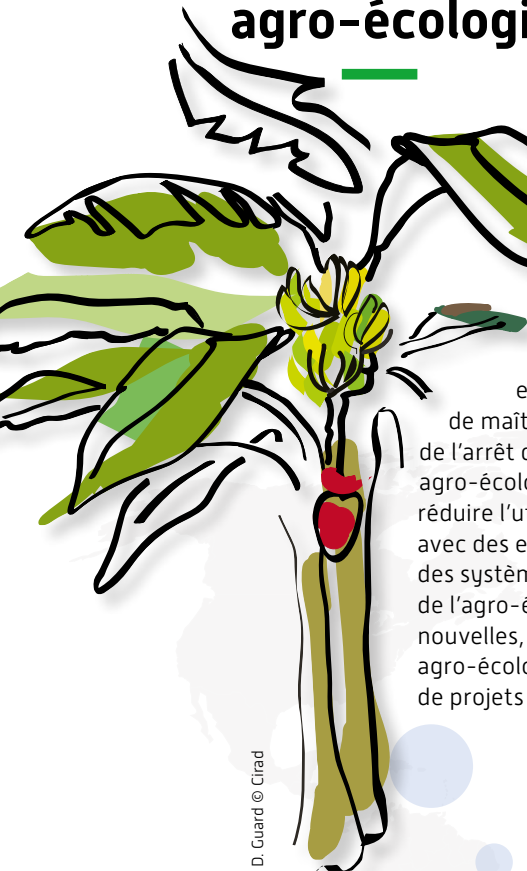 agro-écologi
e
de maît
de l’arrêt d
agro-écolo
réduire l’ut
avec des e
des systèm
de l’agro-é
nouvelles,
agro-écolo
de projets
D. Guard © Cirad